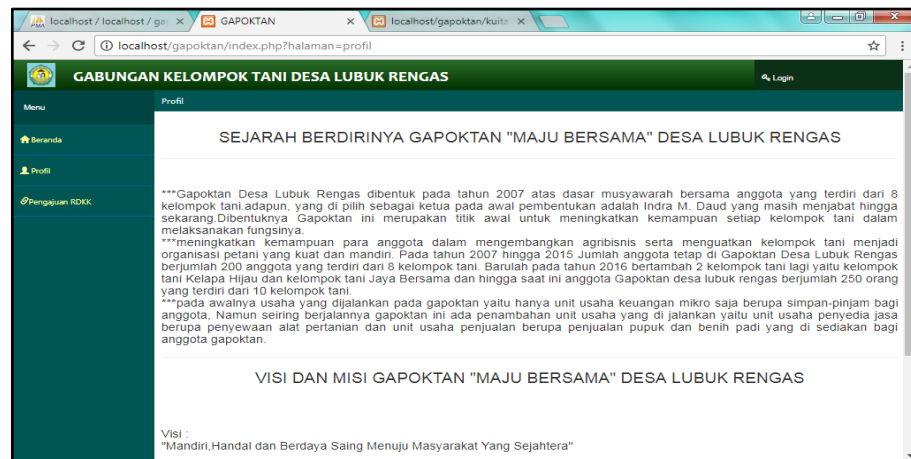 localhost / localhost / ga
GAPOKTAN
localhost/gapoktan/kuita
localhost/gapoktan/index.php?halaman=profil
GABUNGAN KELOMPOK TANI DESA LUBUK RENGAS
Login
Menu
Profil
Beranda
Profil
Pengajuan RDKK
SEJARAH BERDIRINYA GAPOKTAN "MAJU BERSAMA" DESA LUBUK RENGAS
***Gapoktan Desa Lubuk Rengas dibentuk pada tahun 2007 atas dasar musyawarah bersama anggota yang terdiri dari 8
kelompok tani.adapun, yang di pilih sebagai ketua pada awal pembentukan adalah Indra M. Daud yang masih menjabat hingga
sekarang.Dibentuknya Gapoktan ini merupakan titik awal untuk meningkatkan kemampuan setiap kelompok tani dalam
melaksanakan fungsinya.
***meningkatkan kemampuan para anggota dalam mengembangkan agribisnis serta menguatkan kelompok tani menjadi
organisasi petani yang kuat dan mandiri. Pada tahun 2007 hingga 2015 Jumlah anggota tetap di Gapoktan Desa Lubuk Rengas
berjumlah 200 anggota yang terdiri dari 8 kelompok tani. Barulah pada tahun 2016 bertambah 2 kelompok tani lagi yaitu kelompok
tani Kelapa Hijau dan kelompok tani Jaya Bersama dan hingga saat ini anggota Gapoktan desa lubuk rengas berjumlah 250 orang
yang terdiri dari 10 kelompok tani.
***pada awalnya usaha yang dijalankan pada gapoktan yaitu hanya unit usaha keuangan mikro saja berupa simpan-pinjam bagi
anggota, Namun seiring berjalannya gapoktan ini ada penambahan unit usaha yang di jalankan yaitu unit usaha penyedia jasa
berupa penyewaan alat pertanian dan unit usaha penjualan berupa penjualan pupuk dan benih padi yang di sediakan bagi
anggota gapoktan.
VISI DAN MISI GAPOKTAN "MAJU BERSAMA" DESA LUBUK RENGAS
Visi :
"Mandiri,Handal dan Berdaya Saing Menuju Masyarakat Yang Sejahtera"